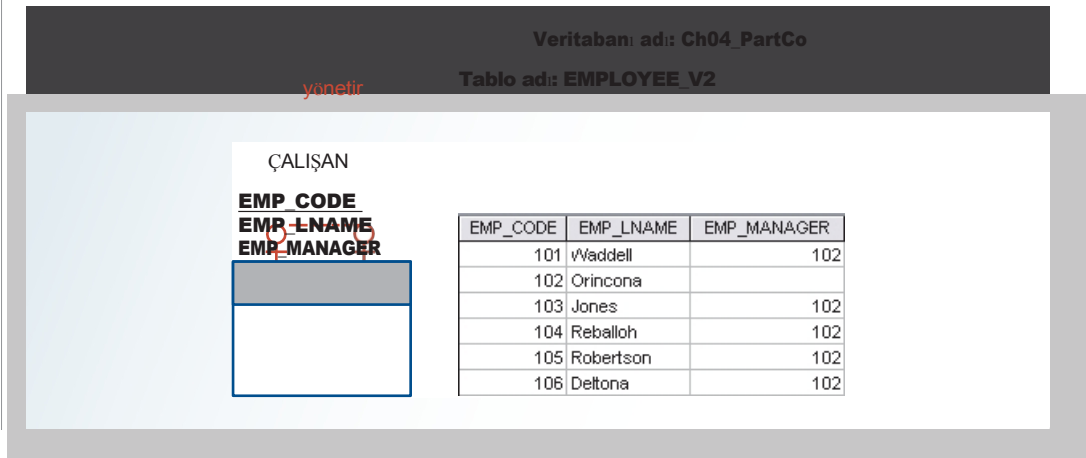 Veritabanı adı: Ch04_PartCo
Tablo adı: EMPLOYEE_V2
yönetir
ÇALIŞAN
EMP_CODE
EMP_LNAME
EMP_MANAGER
EMP_CODE EMP_LNAME EMP_MANAGER
101 Waddell 102
102 Orincona
103 Jones 102
104 Reballoh 102
105 Robertson 102
106 Deltona 102